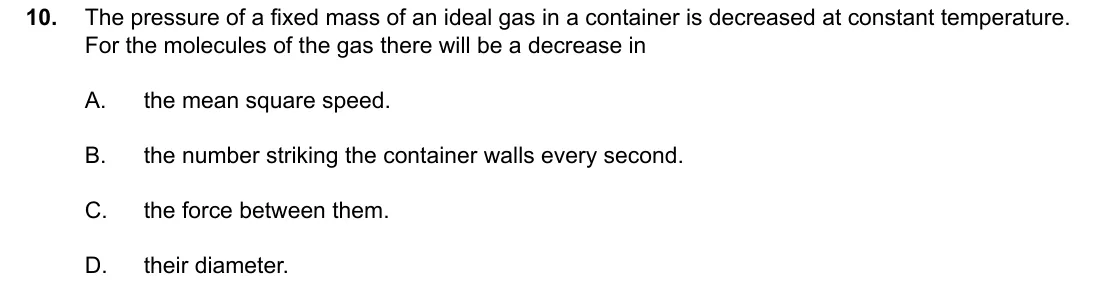 10. The pressure of a fixed mass of an ideal gas in a container is decreased at constant temperature.
For the molecules of the gas there will be a decrease in
A. the mean square speed.
B. the number striking the container walls every second.
C. the force between them.
D. their diameter.